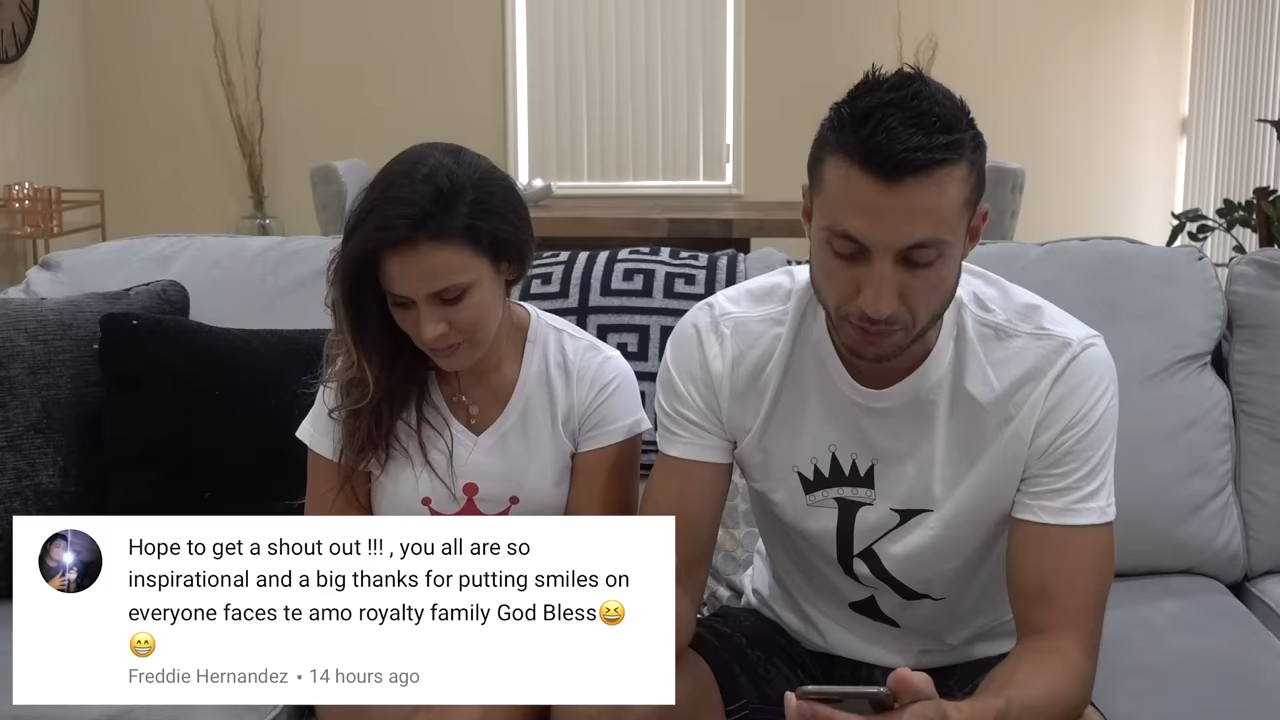 K
Hope to get a shout out !!! , you all are so
inspirational and a big thanks for putting smiles on
everyone faces te amo royalty family God Bless😆
😁
Freddie Hernandez • 14 hours ago